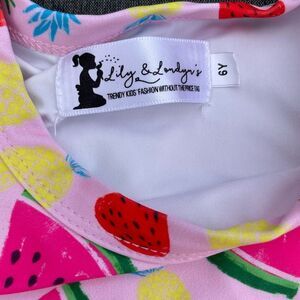 Lily & Londyn's
TRENDY KIDS' FASHION WITHOUT THE PRICE TAG
6Y